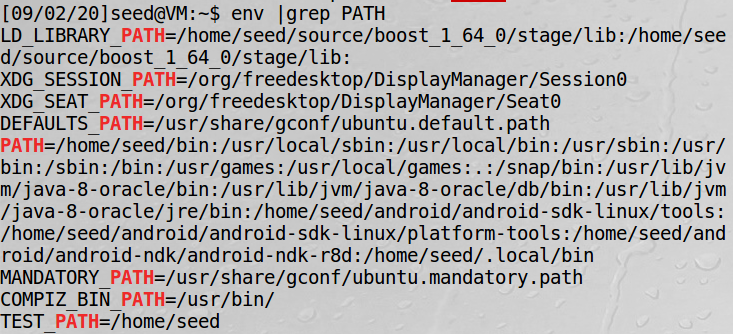 [09/02/20]seed@VM:~$ env |grep PATH
LD_LIBRARY_PATH=/home/seed/source/boost_1_64_0/stage/lib:/home/see
d/source/boost_1_64_0/stage/lib:
XDG_SESSION_PATH=/org/freedesktop/DisplayManager/Session0
XDG_SEAT_PATH=/org/freedesktop/DisplayManager/Seat0
DEFAULTS_PATH=/usr/share/gconf/ubuntu.default.path
PATH=/home/seed/bin:/usr/local/sbin:/usr/local/bin:/usr/sbin:/usr/
bin:/sbin:/bin:/usr/games:/usr/local/games:.:/snap/bin:/usr/lib/jv
m/java-8-oracle/bin:/usr/lib/jvm/java-8-oracle/db/bin:/usr/lib/jvm
/java-8-oracle/jre/bin:/home/seed/android/android-sdk-linux/tools:
/home/seed/android/android-sdk-linux/platform-tools:/home/seed/and
roid/android-ndk/android-ndk-r8d:/home/seed/.local/bin
MANDATORY_PATH=/usr/share/gconf/ubuntu.mandatory.path
COMPIZ_BIN_PATH=/usr/bin/
TEST_PATH=/home/seed